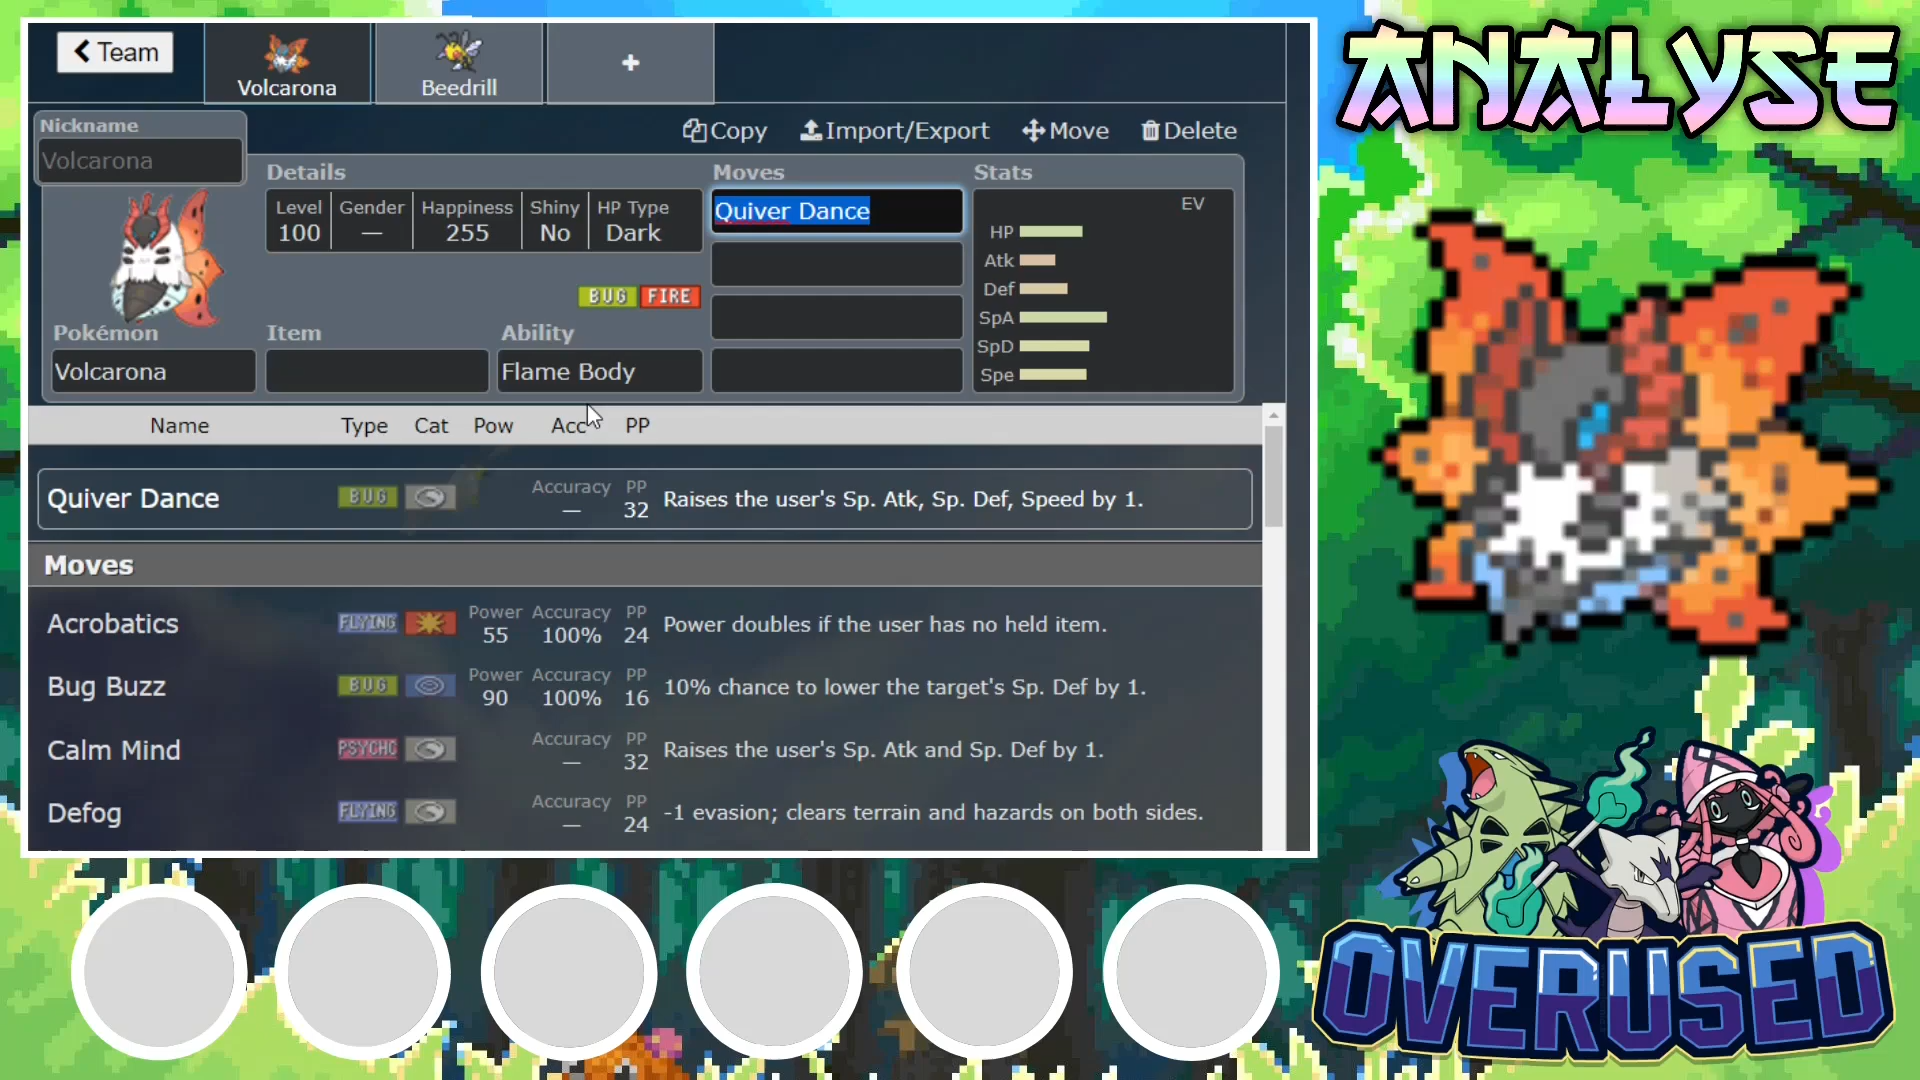 Team
Volcarona
Beedrill
ANALYSE
Nickname
Volcarona
Copy
Import/Export
Move
Delete
Details
Moves
Stats
Level
Gender
Happiness
Shiny
HP Type
100
—
255
No
Dark
Quiver Dance
EV
HP
Atk
Def
SpA
SpD
Spe
BUG FIRE
Pokémon
Item
Ability
Volcarona
Flame Body
Name Type Cat Pow Acc PP
Quiver Dance BUG Accuracy — PP 32 Raises the user's Sp. Atk, Sp. Def, Speed by 1.
Moves
Acrobatics FLYING Power 55 Accuracy 100% PP 24 Power doubles if the user has no held item.
Bug Buzz BUG Power 90 Accuracy 100% PP 16 10% chance to lower the target's Sp. Def by 1.
Calm Mind PSYCHC Accuracy — PP 32 Raises the user's Sp. Atk and Sp. Def by 1.
Defog FLYING Accuracy — PP 24 -1 evasion; clears terrain and hazards on both sides.
OVERUSED